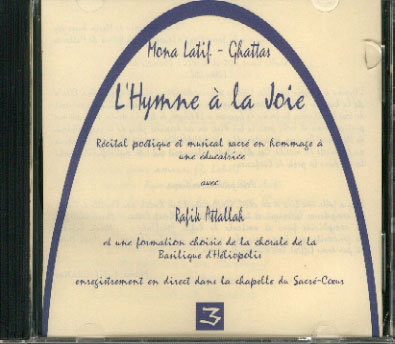 Mona Latif - Ghattas
L'Hymne à la Joie
Récital poétique et musical sacré en hommage à
une éducatrice
avec
Rafik Attallah
et une formation choisie de la chorale de la
Basilique d'Héliopolis
enregistrement en direct dans la chapelle du Sacré-Cœur
3